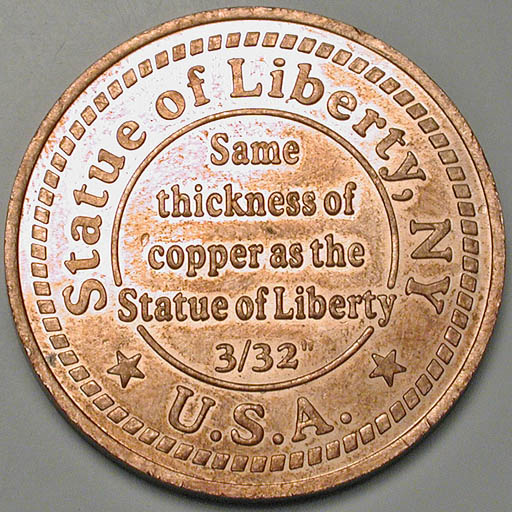 Statue of Liberty, NY
Same
thickness of
copper as the
Statue of Liberty
3/32"
U.S.A.